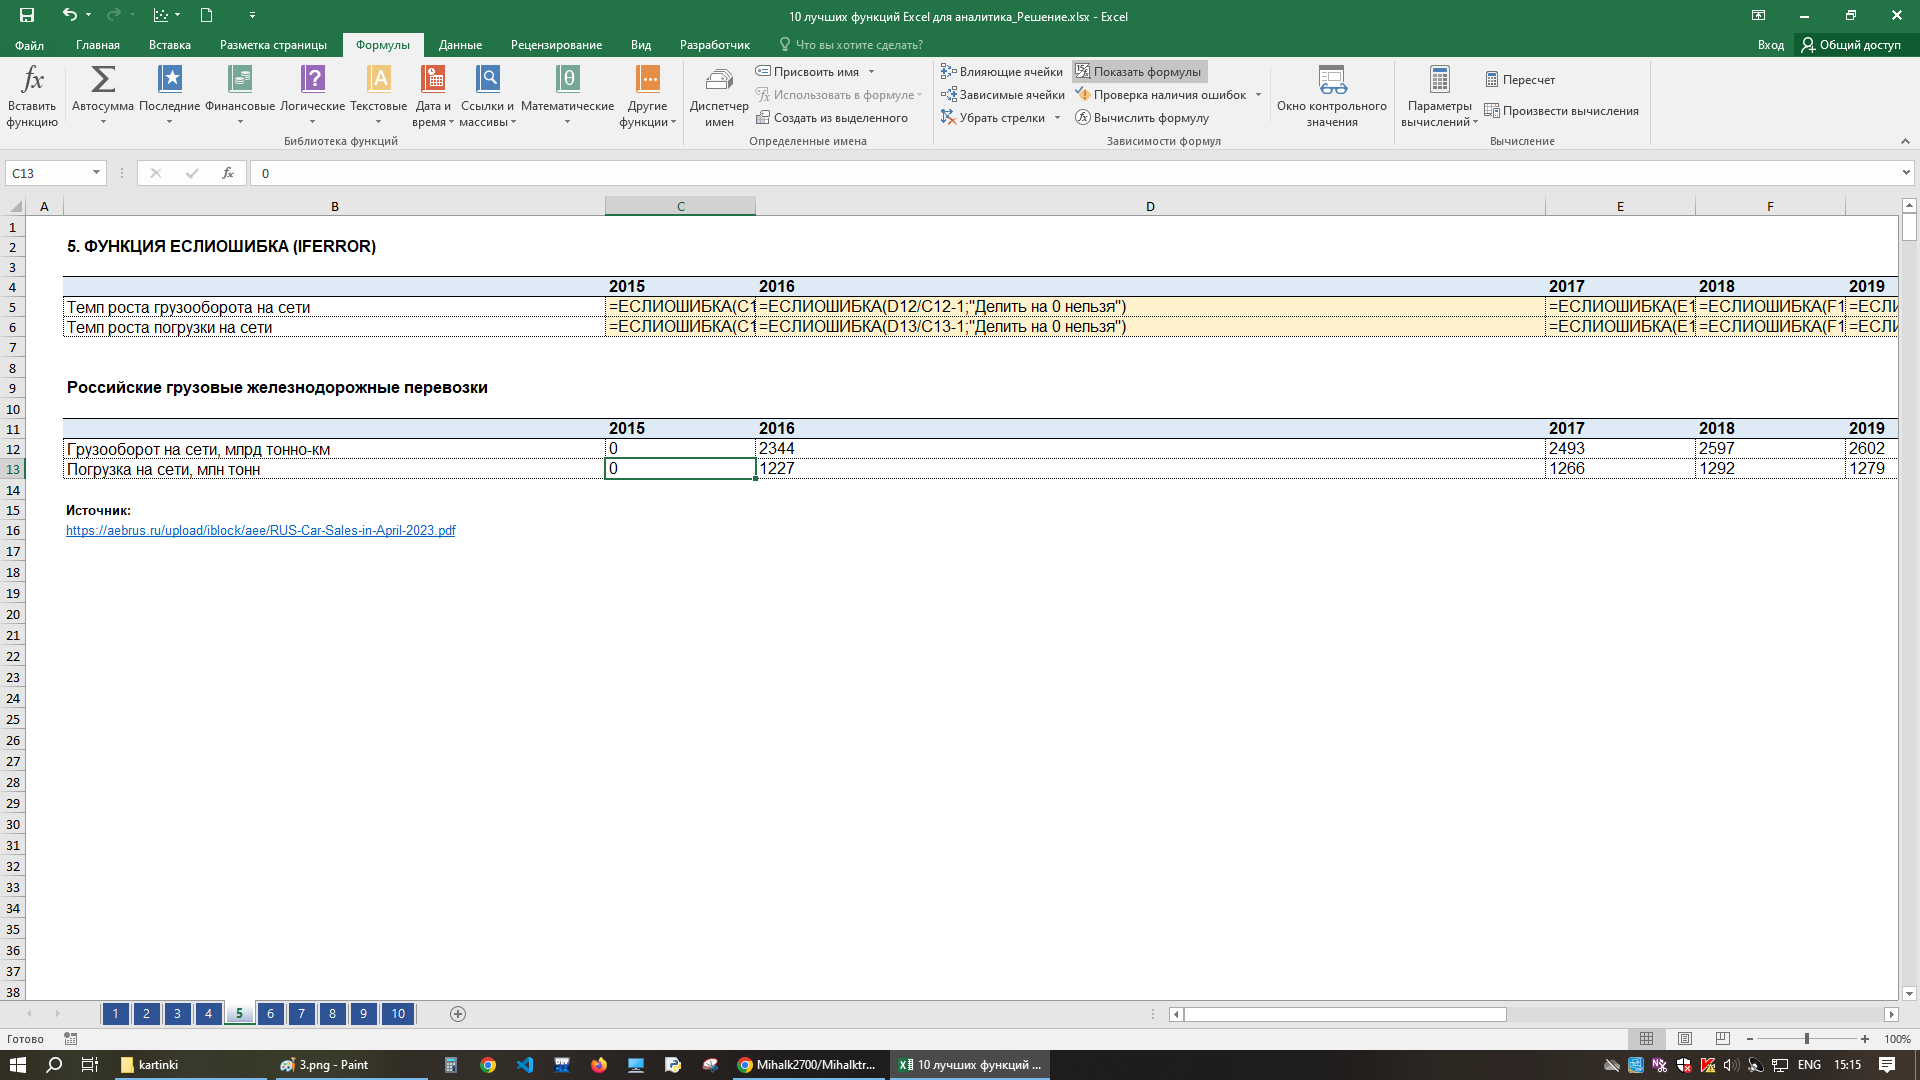 10 лучших функций Excel для аналитика_Решение.xlsx - Excel
Файл Главная Вставка Разметка страницы Формулы Данные Рецензирование Вид Разработчик Что вы хотите сделать? Вход Общий доступ
Вставить функцию
Автосумма
Последние
Финансовые
Логические
Текстовые
Дата и время
Ссылки и массивы
Математические
Другие функции
Библиотека функций
Диспетчер имен
Присвоить имя
Использовать в формуле
Создать из выделенного
Определенные имена
Влияющие ячейки
Зависимые ячейки
Убрать стрелки
Показать формулы
Проверка наличия ошибок
Вычислить формулу
Зависимости формул
Окно контрольного значения
Параметры вычислений
Пересчет
Произвести вычисления
Вычисление
C13 fx 0
A B C D E F
1
2 5. ФУНКЦИЯ ЕСЛИОШИБКА (IFERROR)
3
4 2015 2016 2017 2018 2019
5 Темп роста грузооборота на сети =ЕСЛИОШИБКА(C1 =ЕСЛИОШИБКА(D12/C12-1;"Делить на 0 нельзя") =ЕСЛИОШИБКА(E1 =ЕСЛИОШИБКА(F1 =ЕСЛИ
6 Темп роста погрузки на сети =ЕСЛИОШИБКА(C1 =ЕСЛИОШИБКА(D13/C13-1;"Делить на 0 нельзя") =ЕСЛИОШИБКА(E1 =ЕСЛИОШИБКА(F1 =ЕСЛИ
7
8
9 Российские грузовые железнодорожные перевозки
10
11 2015 2016 2017 2018 2019
12 Грузооборот на сети, млрд тонно-км 0 2344 2493 2597 2602
13 Погрузка на сети, млн тонн 0 1227 1266 1292 1279
14
15 Источник:
16 https://aebrus.ru/upload/iblock/aee/RUS-Car-Sales-in-April-2023.pdf
17
18
19
20
21
22
23
24
25
26
27
28
29
30
31
32
33
34
35
36
37
38
1 2 3 4 5 6 7 8 9 10
Готово 100%
kartinki 3.png - Paint Mihalk2700/Mihalktr... 10 лучших функций ... ENG 15:15